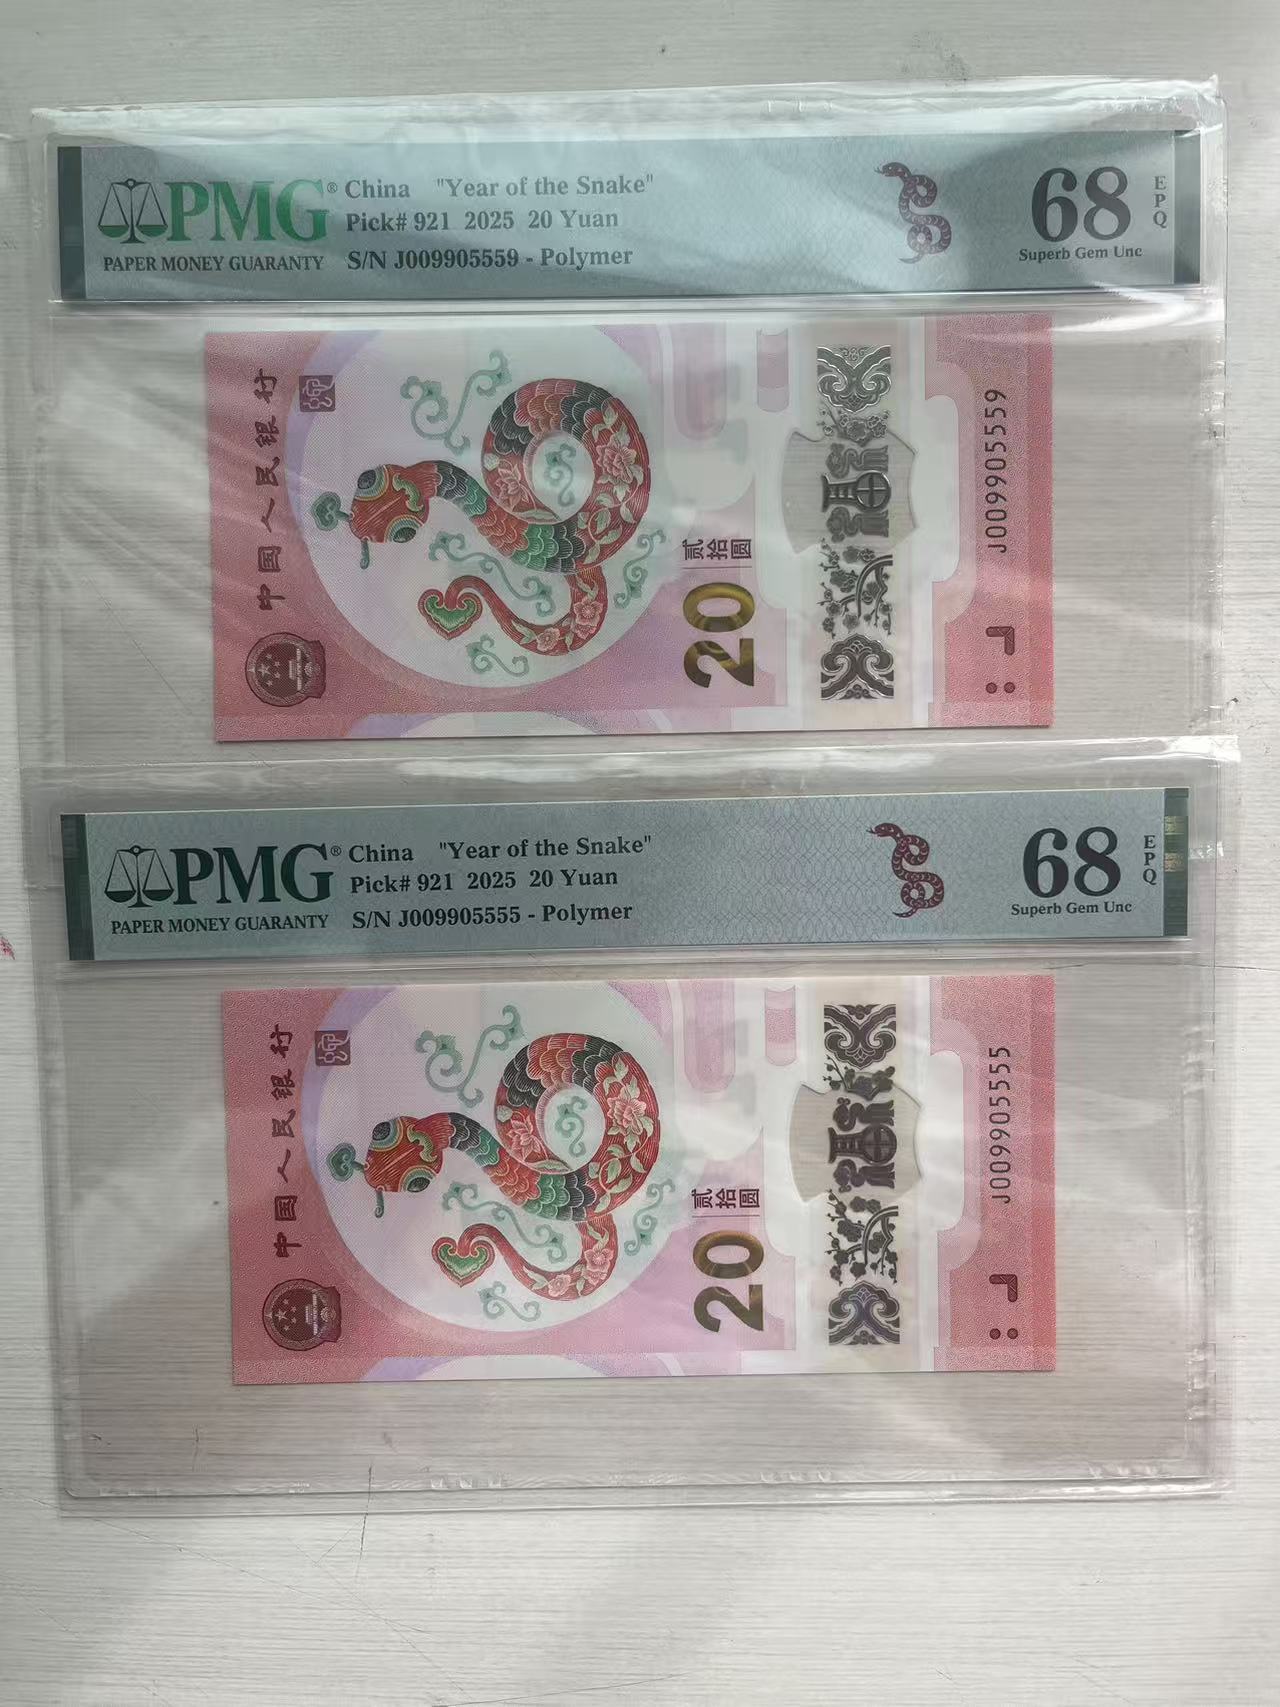 PMG® China "Year of the Snake"
Pick# 921 2025 20 Yuan
PAPER MONEY GUARANTY
S/N J009905559 - Polymer
68
EPQ
Superb Gem Unc
中国人民银行
贰拾圆
20
福
J009905559
PMG® China "Year of the Snake"
Pick# 921 2025 20 Yuan
PAPER MONEY GUARANTY
S/N J009905555 - Polymer
68
EPQ
Superb Gem Unc
中国人民银行
贰拾圆
20
福
J009905555